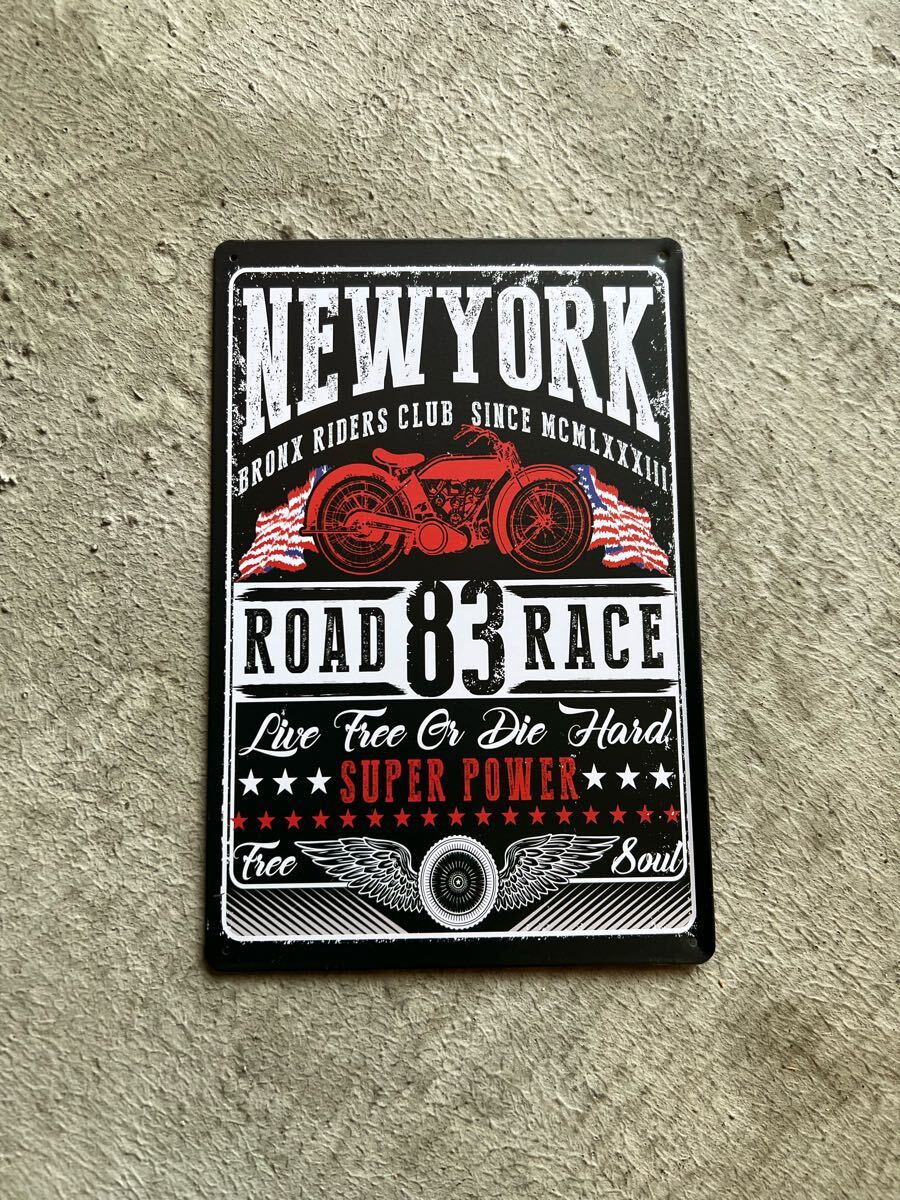 NEWYORK
BRONX RIDERS CLUB SINCE MCMLXXXIII
ROAD 83 RACE
Live Free Or Die Hard
SUPER POWER
Free Soul